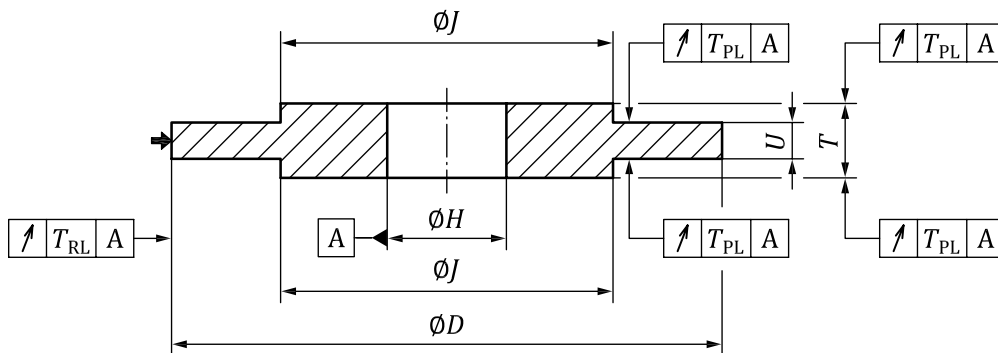 ØJ
↗ T_PL A
↗ T_PL A
U
T
↗ T_RL A
A
ØH
↗ T_PL A
↗ T_PL A
ØJ
ØD